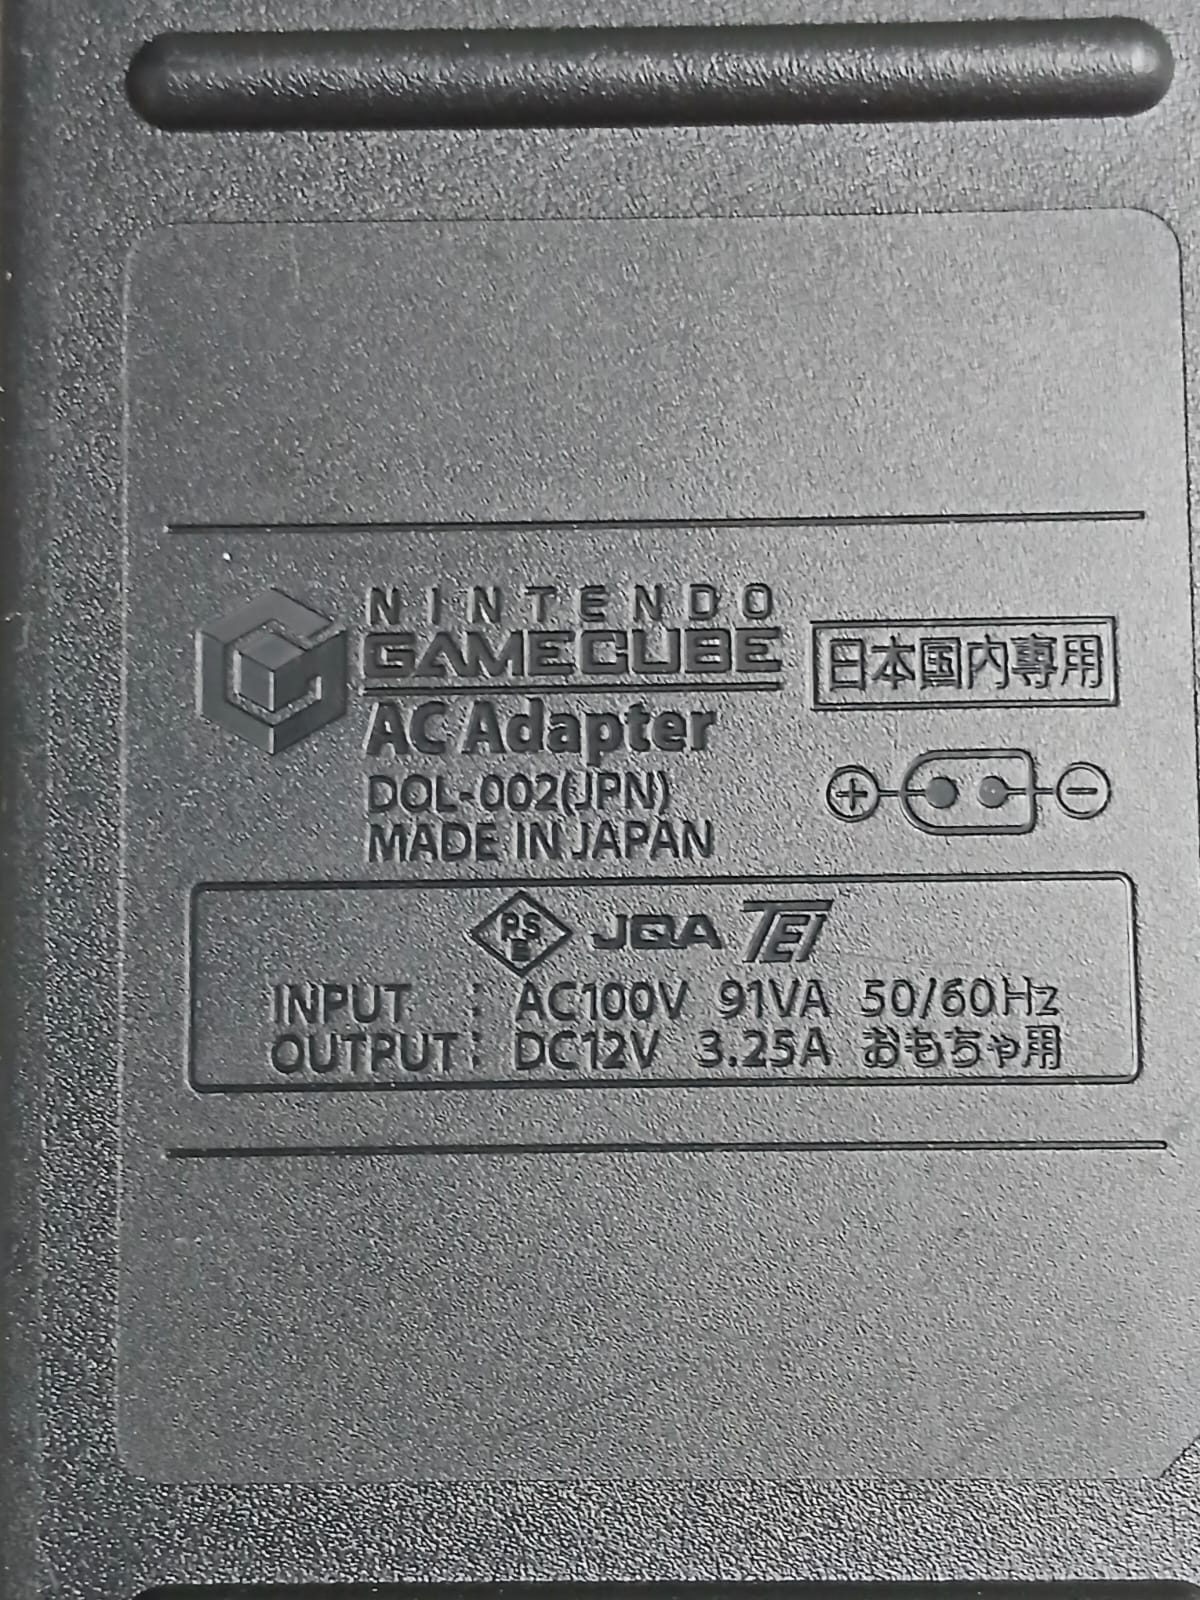 NINTENDO
GAMECUBE
AC Adapter
DOL-002(JPN)
MADE IN JAPAN
日本国内専用
PS
E
JQA TEI
INPUT : AC100V 91VA 50/60Hz
OUTPUT : DC12V 3.25A おもちゃ用